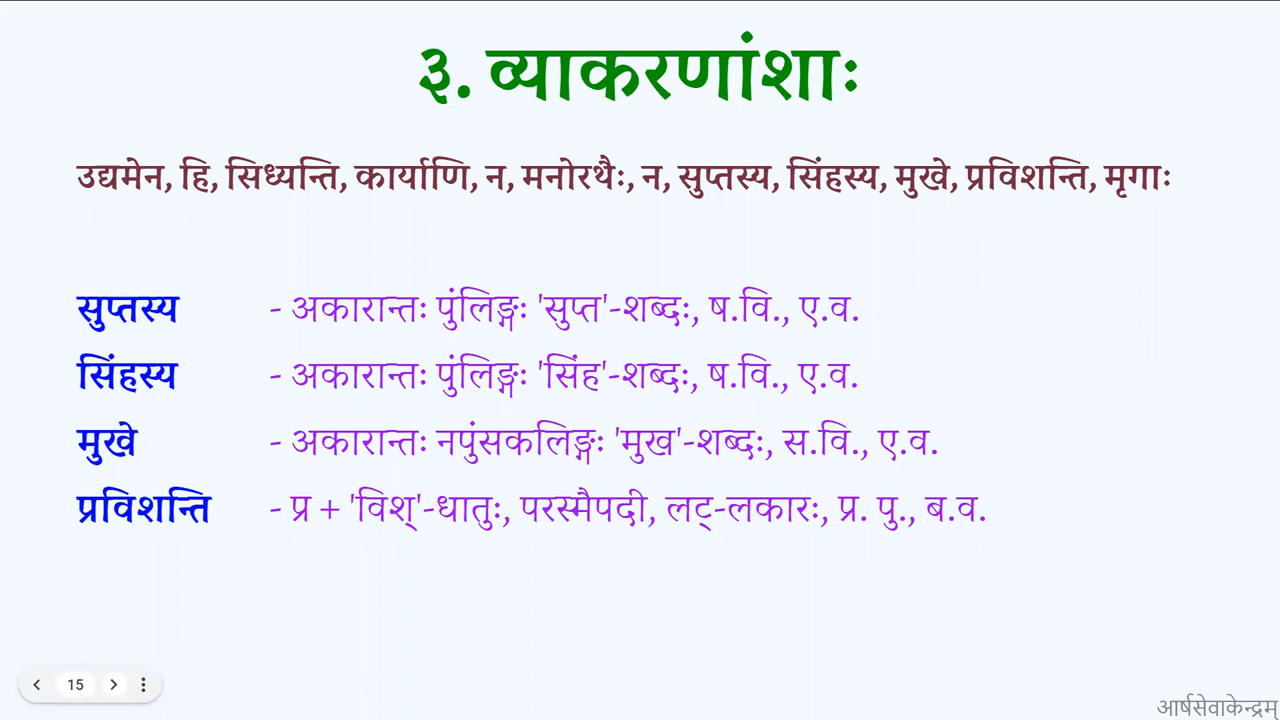 ३. व्याकरणांशाः
उद्यमेन, हि, सिध्यन्ति, कार्याणि, न, मनोरथैः, न, सुप्तस्य, सिंहस्य, मुखे, प्रविशन्ति, मृगाः
सुप्तस्य - अकारान्तः पुंलिङ्गः 'सुप्त'-शब्दः, ष.वि., ए.व.
सिंहस्य - अकारान्तः पुंलिङ्गः 'सिंह'-शब्दः, ष.वि., ए.व.
मुखे - अकारान्तः नपुंसकलिङ्गः 'मुख'-शब्दः, स.वि., ए.व.
प्रविशन्ति - प्र + 'विश्'-धातुः, परस्मैपदी, लट्-लकारः, प्र. पु., ब.व.
15
आर्षसेवाकेन्द्रम्